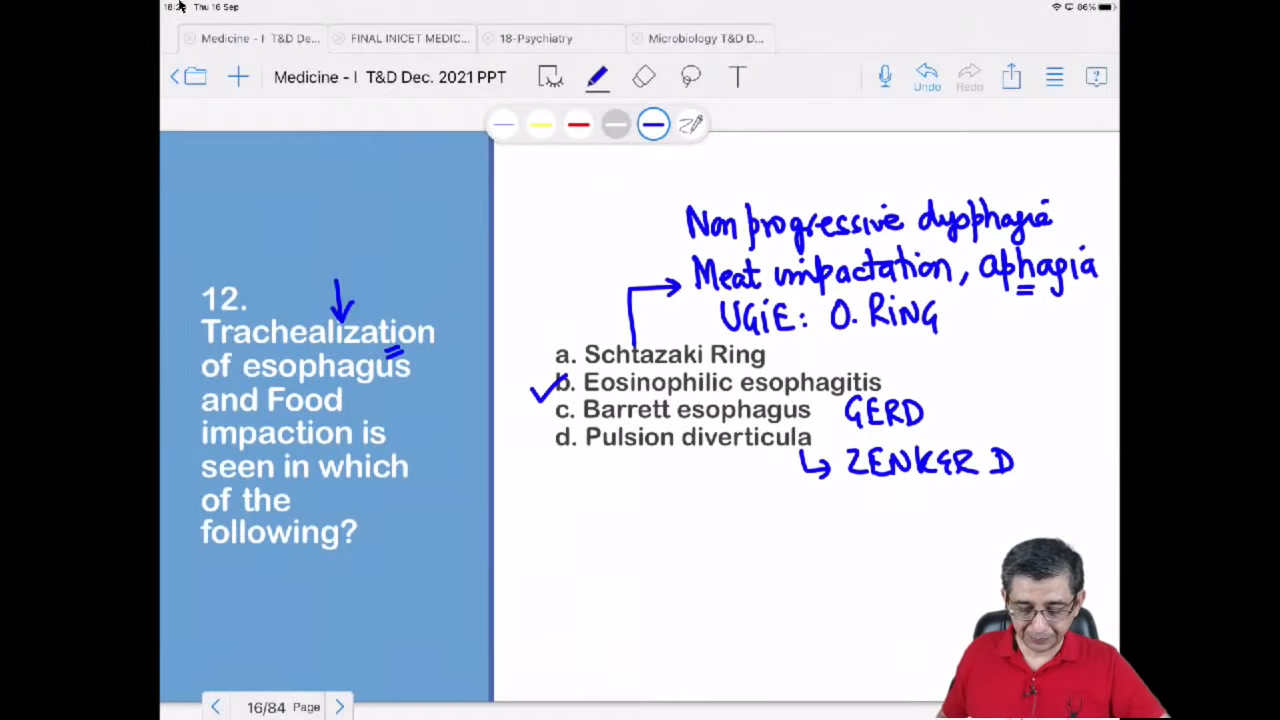 Thu 16 Sep
86%
Medicine - I T&D De...
FINAL INICET MEDIC...
18-Psychiatry
Microbiology T&D D...
Medicine - I T&D Dec. 2021 PPT
T
Undo
Redo
12.
Trachealization
of esophagus
and Food
impaction is
seen in which
of the
following?
Non progressive dysphagia
Meat impactation, aphagia
UGiE: O. RiNG
a. Schtazaki Ring
b. Eosinophilic esophagitis
c. Barrett esophagus
GERD
d. Pulsion diverticula
ZENKER D
16/84 Page